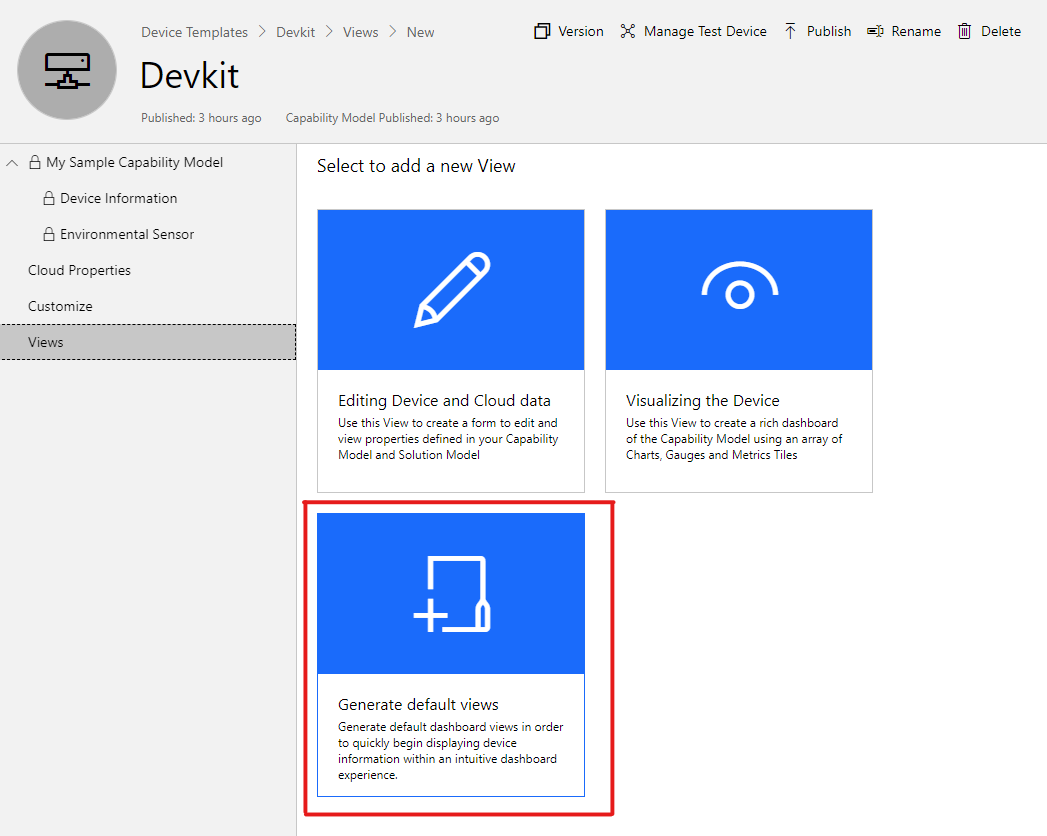 Device Templates > Devkit > Views > New
Version Manage Test Device Publish Rename Delete
Devkit
Published: 3 hours ago Capability Model Published: 3 hours ago
My Sample Capability Model
Device Information
Environmental Sensor
Cloud Properties
Customize
Views
Select to add a new View
Editing Device and Cloud data
Use this View to create a form to edit and
view properties defined in your Capability
Model and Solution Model
Visualizing the Device
Use this View to create a rich dashboard
of the Capability Model using an array of
Charts, Gauges and Metrics Tiles
Generate default views
Generate default dashboard views in order
to quickly begin displaying device
information within an intuitive dashboard
experience.